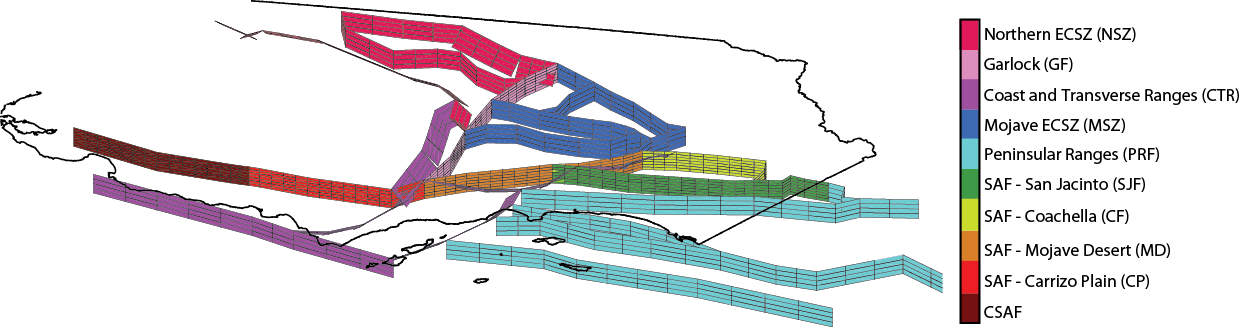 Northern ECSZ (NSZ)
Garlock (GF)
Coast and Transverse Ranges (CTR)
Mojave ECSZ (MSZ)
Peninsular Ranges (PRF)
SAF - San Jacinto (SJF)
SAF - Coachella (CF)
SAF - Mojave Desert (MD)
SAF - Carrizo Plain (CP)
CSAF